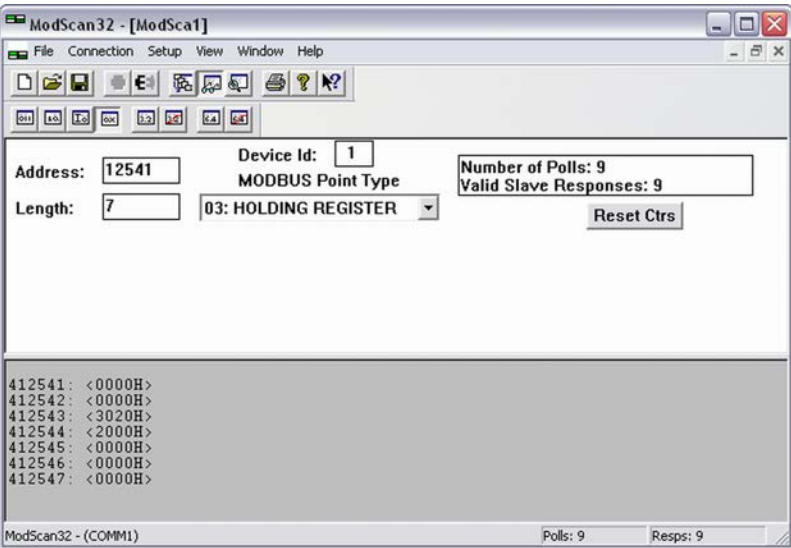 ModScan32 - [ModSca1]
File Connection Setup View Window Help
Address: 12541
Length: 7
Device Id: 1
MODBUS Point Type
03: HOLDING REGISTER
Number of Polls: 9
Valid Slave Responses: 9
Reset Ctrs
412541: <0000H>
412542: <0000H>
412543: <3020H>
412544: <2000H>
412545: <0000H>
412546: <0000H>
412547: <0000H>
ModScan32 - (COMM1) Polls: 9 Resps: 9